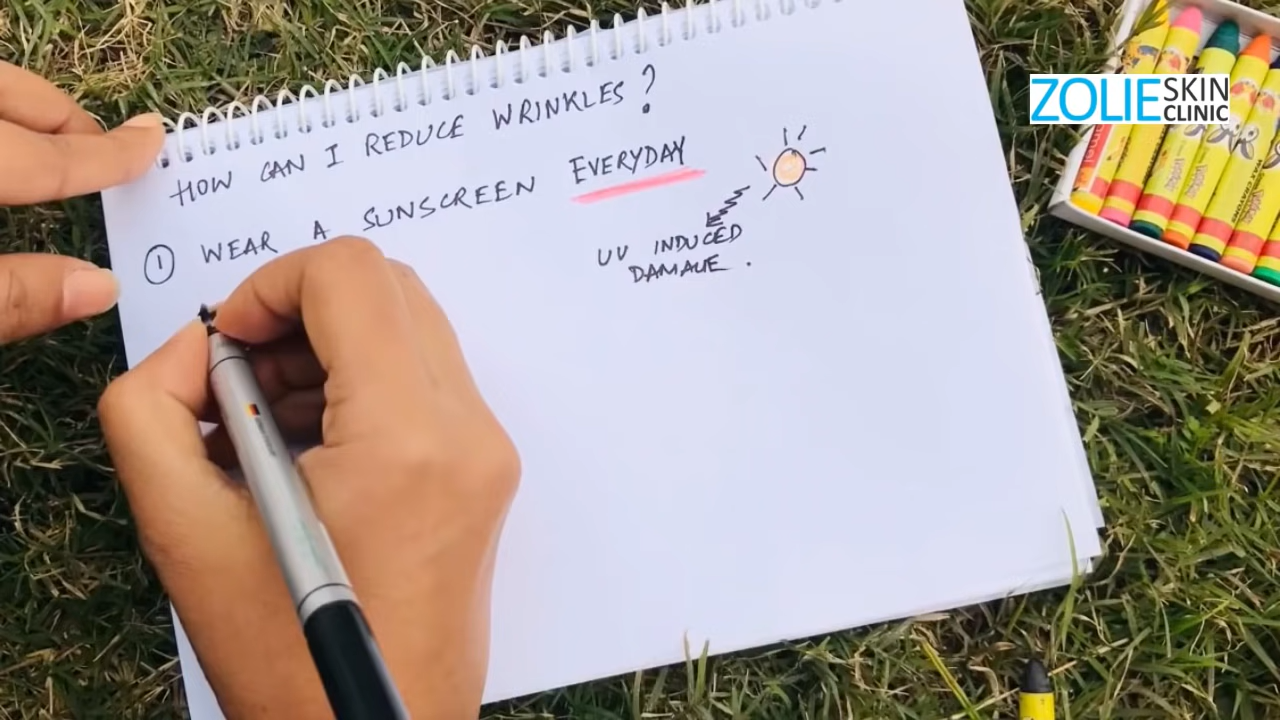 HOW CAN I REDUCE WRINKLES?
① WEAR A SUNSCREEN EVERYDAY
UV INDUCED
DAMAGE.
ZOLIE SKIN
CLINIC